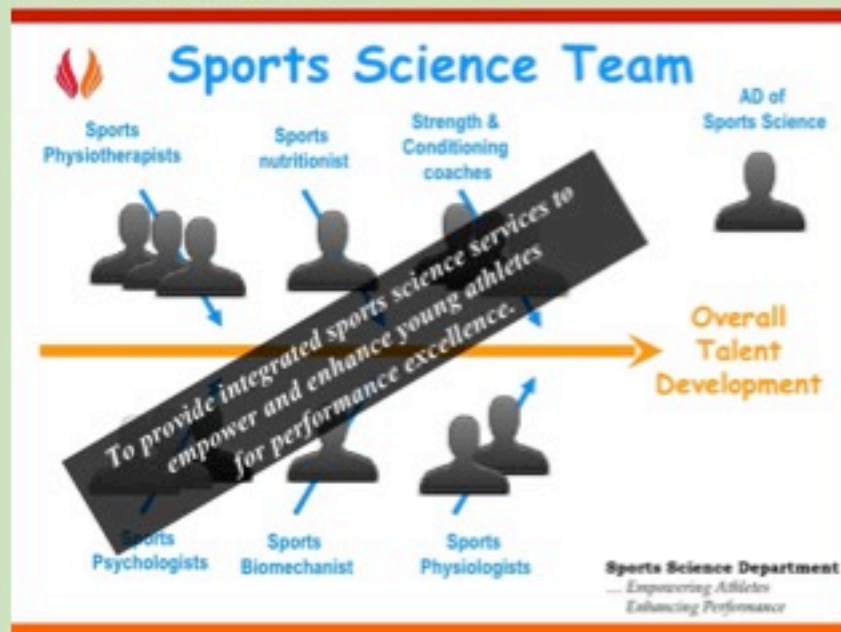 Sports Science Team
AD of
Sports Science
Sports
Physiotherapists
Sports
nutritionist
Strength &
Conditioning
coaches
To provide integrated sports science services to
empower and enhance young athletes
for performance excellence.
Overall
Talent
Development
Sports
Psychologists
Sports
Biomechanist
Sports
Physiologists
Sports Science Department
.... Empowering Athletes
Enhancing Performance